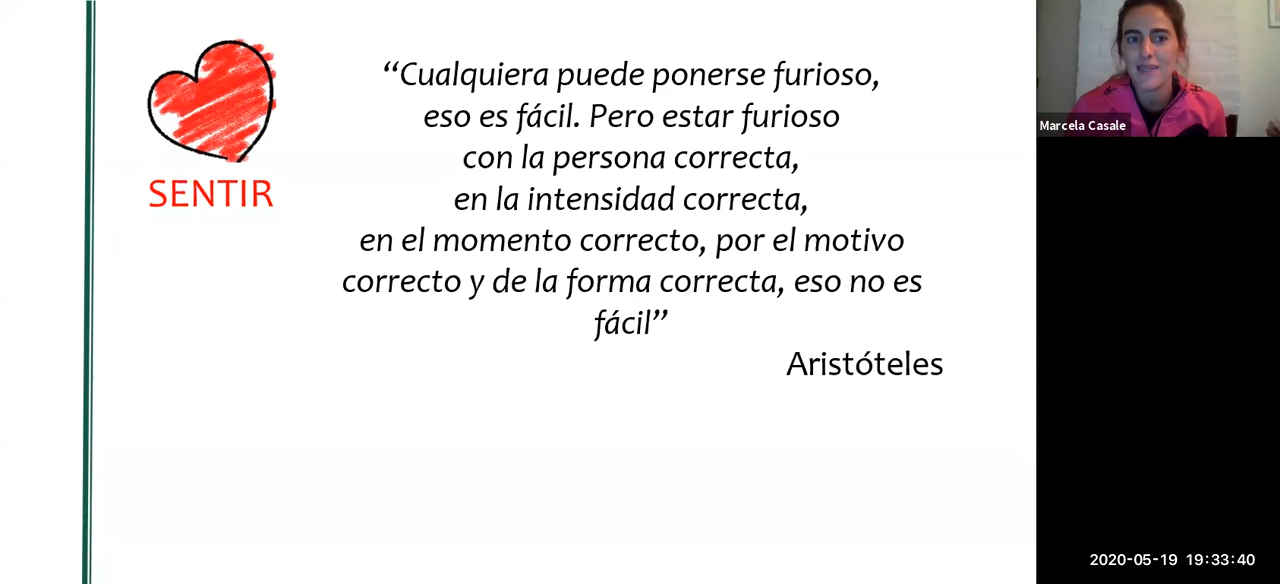 SENTIR
“Cualquiera puede ponerse furioso,
eso es fácil. Pero estar furioso
con la persona correcta,
en la intensidad correcta,
en el momento correcto, por el motivo
correcto y de la forma correcta, eso no es
fácil”
Aristóteles
Marcela Casale
2020-05-19 19:33:40